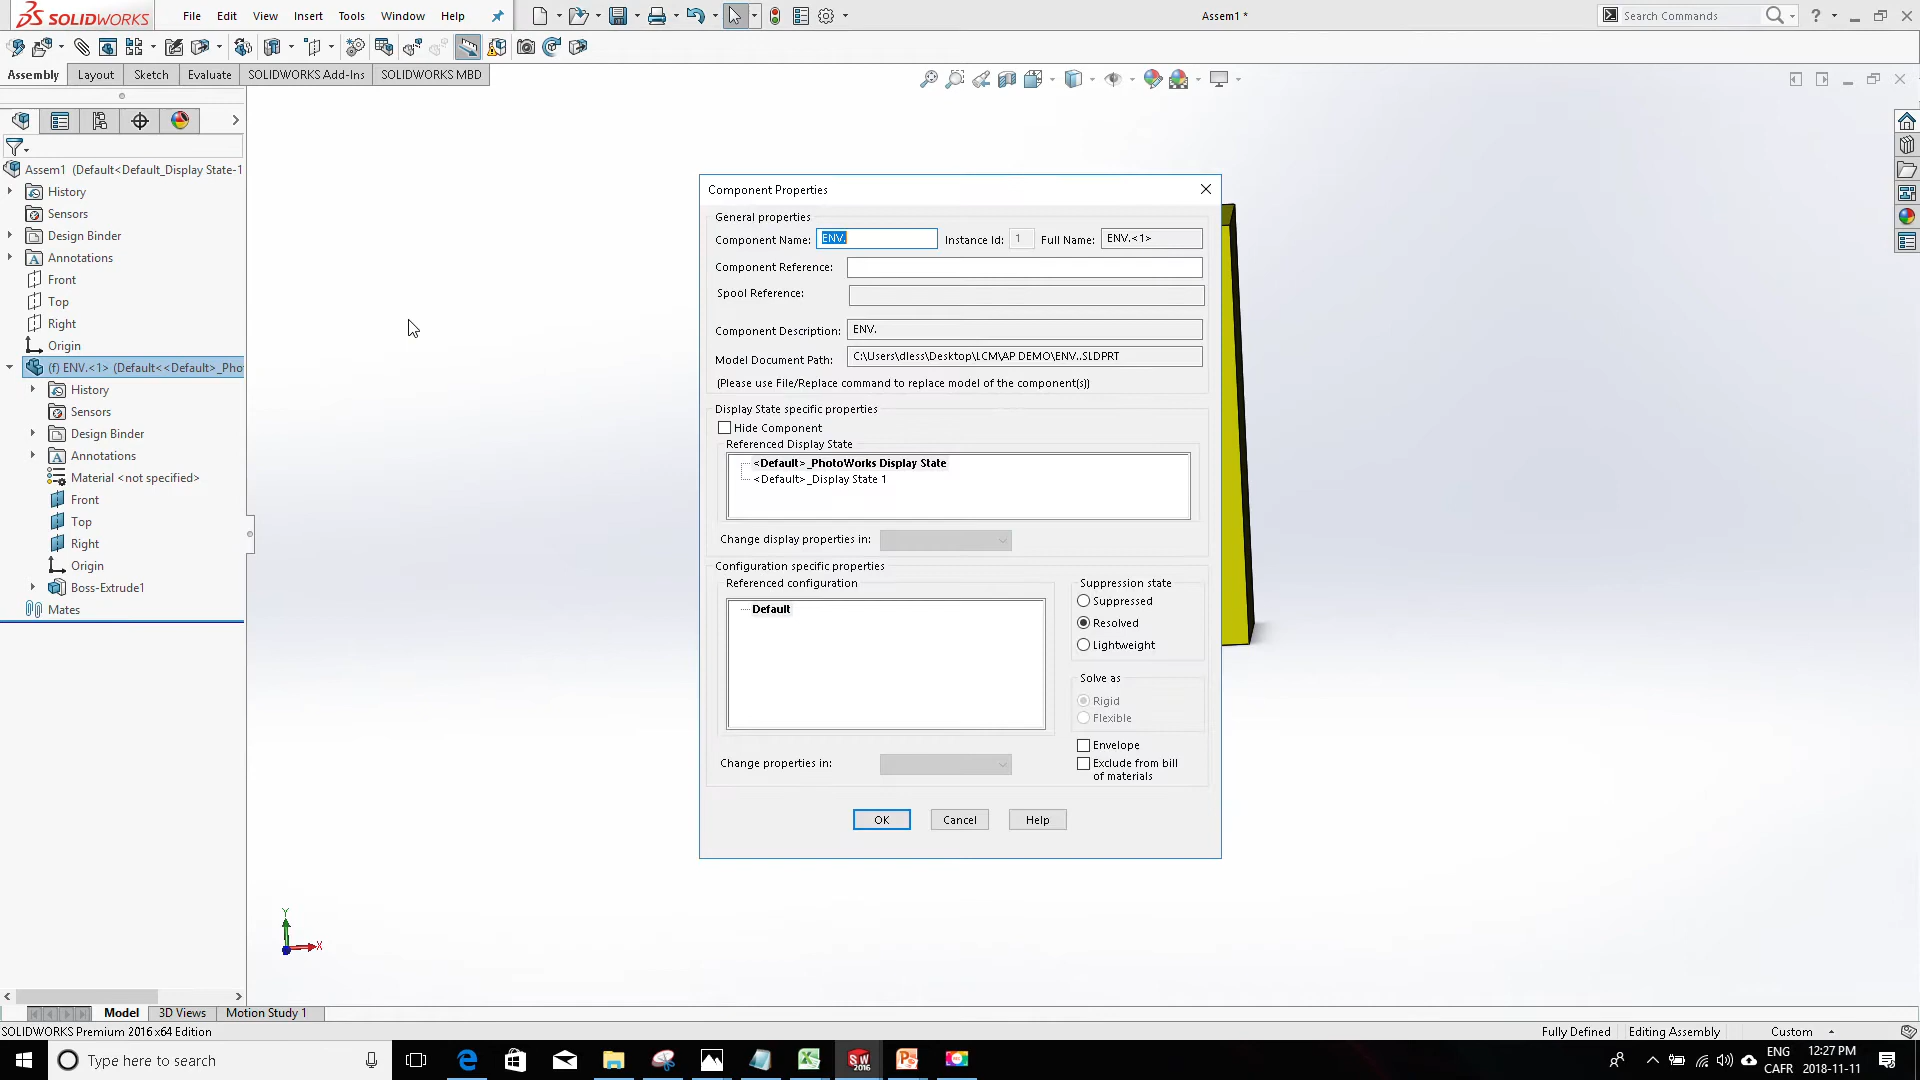 SOLIDWORKS File Edit View Insert Tools Window Help Assem1 * Search Commands
Assembly Layout Sketch Evaluate SOLIDWORKS Add-Ins SOLIDWORKS MBD
Assem1 (Default<Default_Display State-1
History
Sensors
Design Binder
Annotations
Front
Top
Right
Origin
(f) ENV.<1> (Default<<Default>_Pho
History
Sensors
Design Binder
Annotations
Material <not specified>
Front
Top
Right
Origin
Boss-Extrude1
Mates
Component Properties
General properties
Component Name: ENV. Instance Id: 1 Full Name: ENV.<1>
Component Reference:
Spool Reference:
Component Description: ENV.
Model Document Path: C:\Users\dless\Desktop\LCM\AP DEMO\ENV..SLDPRT
(Please use File/Replace command to replace model of the component(s))
Display State specific properties
Hide Component
Referenced Display State
<Default>_PhotoWorks Display State
<Default>_Display State 1
Change display properties in:
Configuration specific properties
Referenced configuration
Default
Suppression state
Suppressed
Resolved
Lightweight
Solve as
Rigid
Flexible
Envelope
Exclude from bill
of materials
Change properties in:
OK Cancel Help
Y
X
Model 3D Views Motion Study 1
SOLIDWORKS Premium 2016 x64 Edition Fully Defined Editing Assembly Custom
Type here to search SW 2016 ENG 12:27 PM
CAFR 2018-11-11